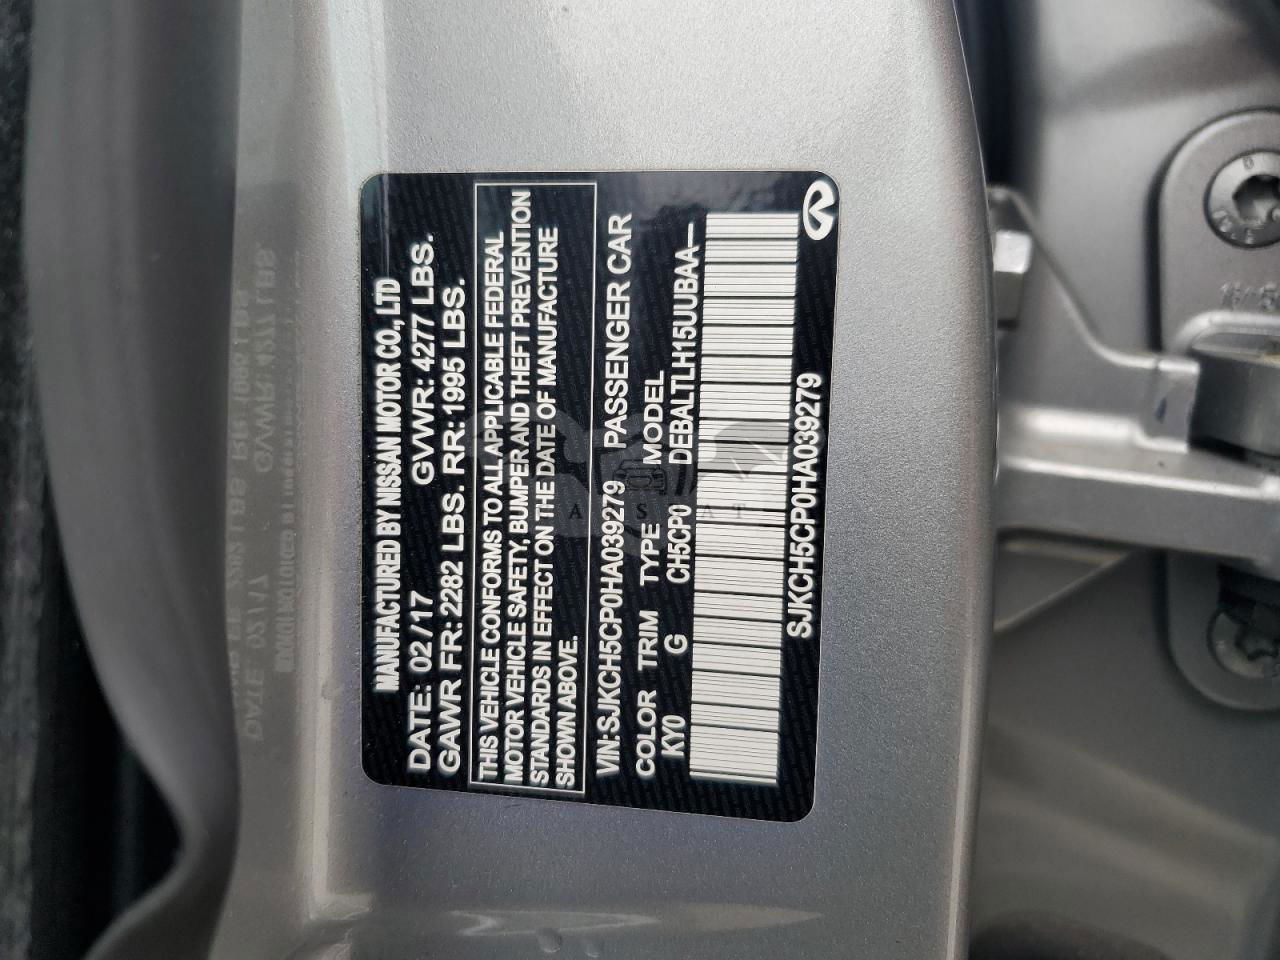 MANUFACTURED BY NISSAN MOTOR CO., LTD
DATE: 02/17 GVWR: 4277 LBS.
GAWR FR: 2282 LBS. RR: 1995 LBS.
THIS VEHICLE CONFORMS TO ALL APPLICABLE FEDERAL
MOTOR VEHICLE SAFETY, BUMPER AND THEFT PREVENTION
STANDARDS IN EFFECT ON THE DATE OF MANUFACTURE
SHOWN ABOVE.
VIN:SJKCH5CP0HA039279 PASSENGER CAR
COLOR TRIM TYPE MODEL
KY0 G CH5CP0 DEBALTLH15UUBAA—
SJKCH5CP0HA039279